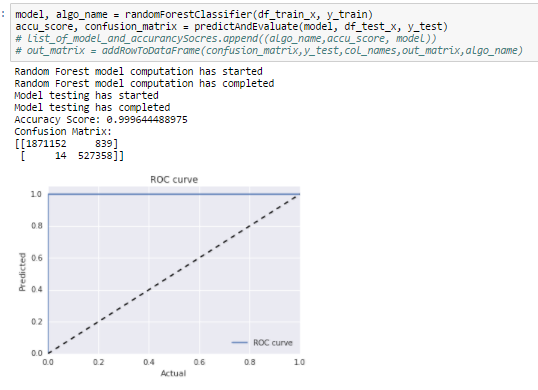 : model, algo_name = randomForestClassifier(df_train_x, y_train)
accu_score, confusion_matrix = predictAndEvaluate(model, df_test_x, y_test)
# list_of_model_and_accurancySocres.append((algo_name,accu_score, model))
# out_matrix = addRowToDataFrame(confusion_matrix,y_test,col_names,out_matrix,algo_name)
Random Forest model computation has started
Random Forest model computation has completed
Model testing has started
Model testing has completed
Accuracy Score: 0.999644488975
Confusion Matrix:
[[1871152     839]
 [     14  527358]]
ROC curve
1.0
0.8
0.6
0.4
0.2
0.0
Predicted
ROC curve
0.0 0.2 0.4 0.6 0.8 1.0
Actual